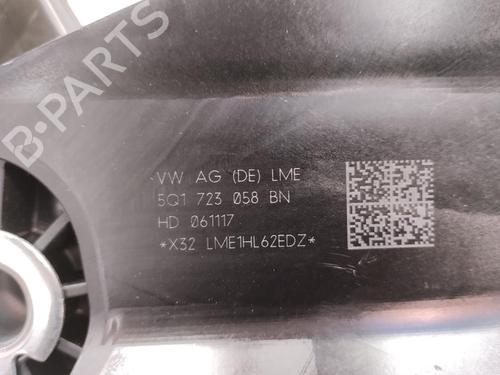 B-PARTS
VW AG (DE) LME
5Q1 723 058 BN
HD 061117
*X32 LME1HL62EDZ*